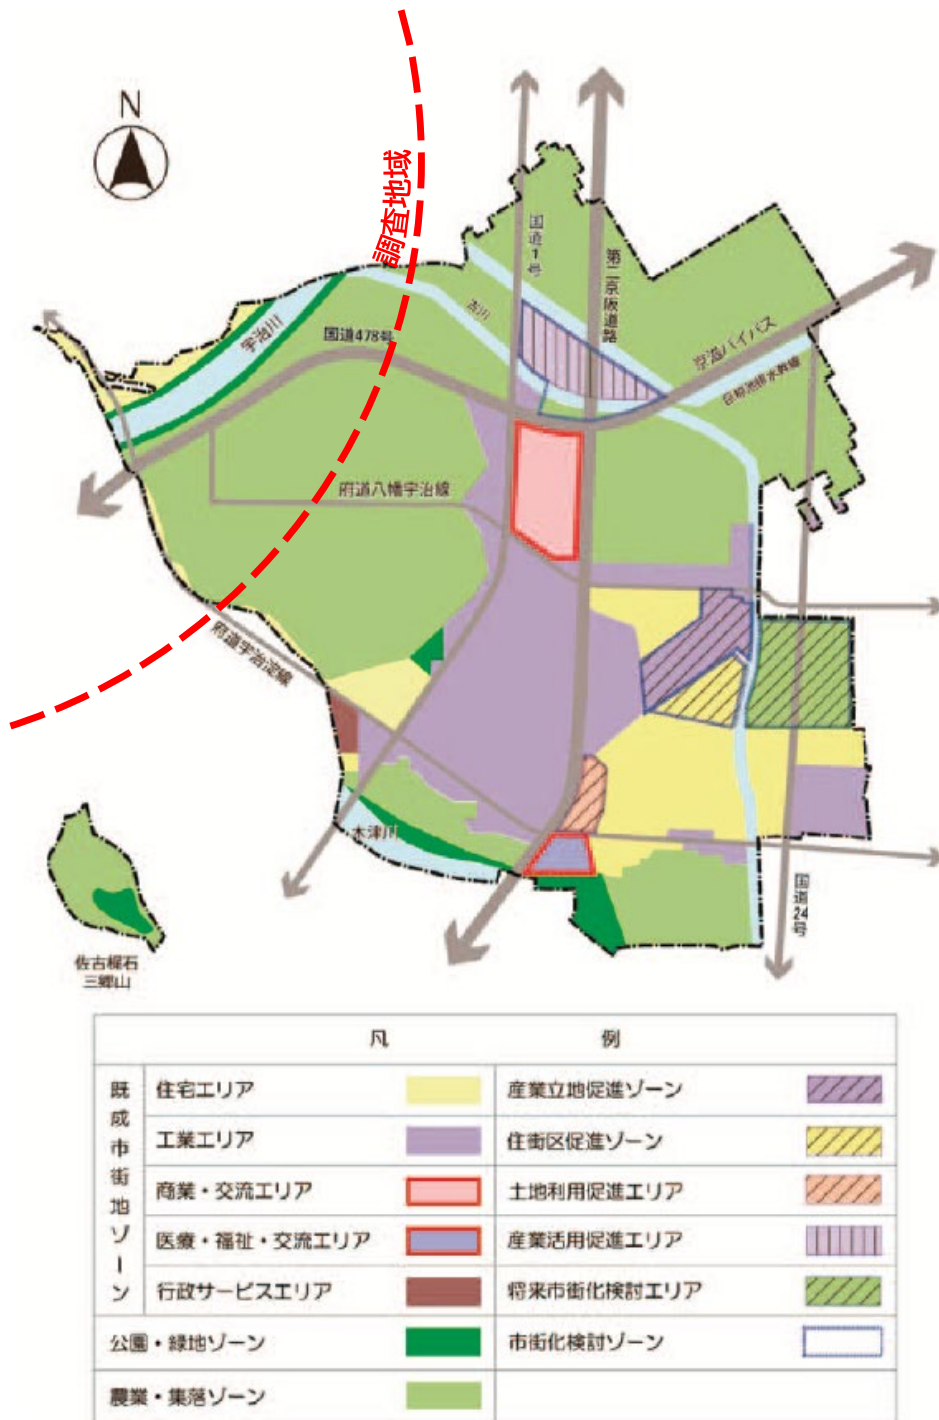 N
調査地域
国道1号
第二京阪道路
古川
宇治川
国道478号
京滋バイパス
巨椋池排水幹線
府道八幡宇治線
府道宇治淀線
木津川
国道24号
佐古梶石
三郷山
凡 例
既成市街地ゾーン
住宅エリア
産業立地促進ゾーン
工業エリア
住街区促進ゾーン
商業・交流エリア
土地利用促進エリア
医療・福祉・交流エリア
産業活用促進エリア
行政サービスエリア
将来市街化検討エリア
公園・緑地ゾーン
市街化検討ゾーン
農業・集落ゾーン